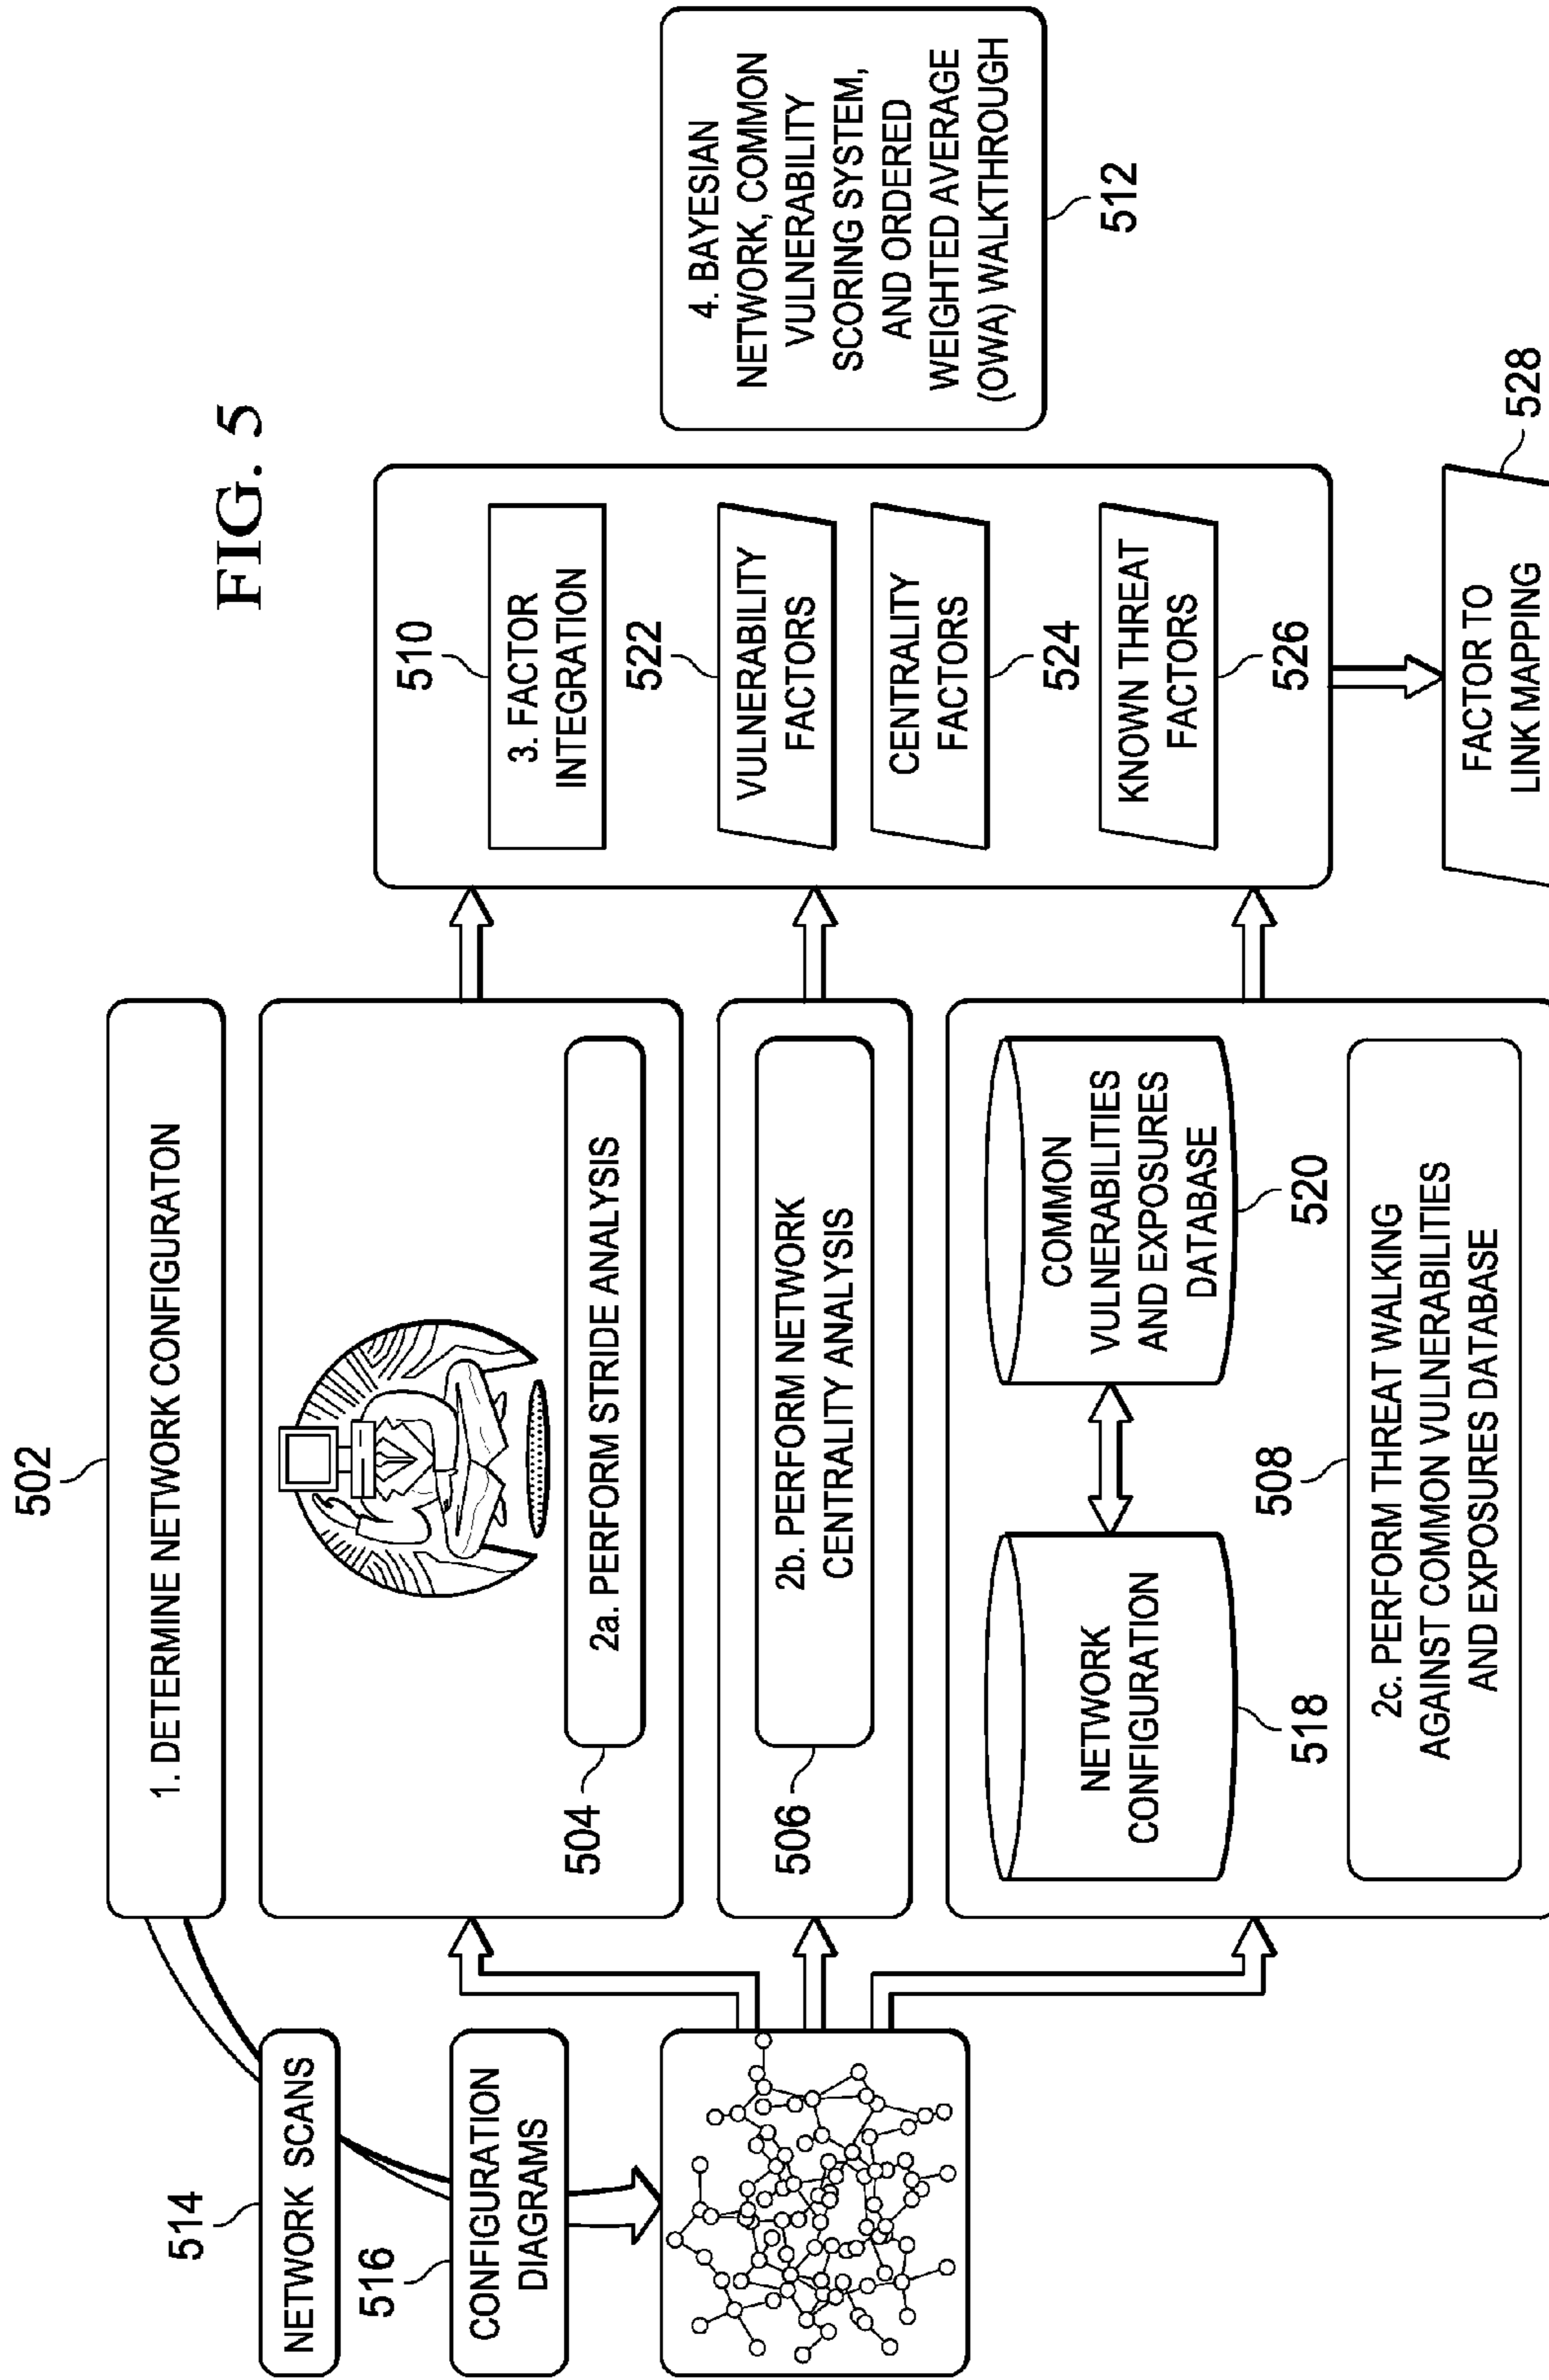 FIG. 5
502
1. DETERMINE NETWORK CONFIGURATON
514
NETWORK SCANS
516
CONFIGURATION
DIAGRAMS
504
2a. PERFORM STRIDE ANALYSIS
506
2b. PERFORM NETWORK
CENTRALITY ANALYSIS
NETWORK
CONFIGURATION
518
COMMON
VULNERABILITIES
AND EXPOSURES
DATABASE
520
508
2c. PERFORM THREAT WALKING
AGAINST COMMON VULNERABILITIES
AND EXPOSURES DATABASE
510
3. FACTOR
INTEGRATION
522
VULNERABILITY
FACTORS
CENTRALITY
FACTORS
524
KNOWN THREAT
FACTORS
526
FACTOR TO
LINK MAPPING
528
4. BAYESIAN
NETWORK, COMMON
VULNERABILITY
SCORING SYSTEM,
AND ORDERED
WEIGHTED AVERAGE
(OWA) WALKTHROUGH
512